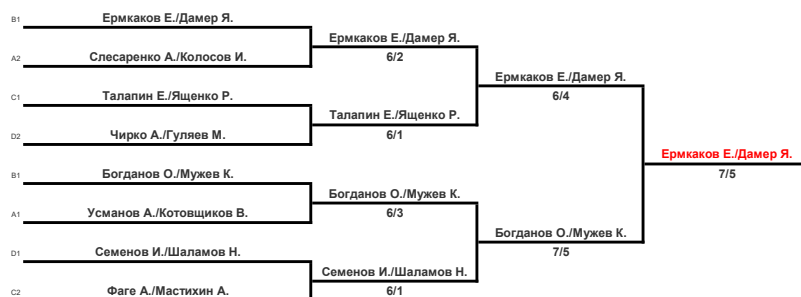 B1 Ермкаков Е./Дамер Я.
Ермкаков Е./Дамер Я.
A2 Слесаренко А./Колосов И.
6/2
Ермкаков Е./Дамер Я.
C1 Талапин Е./Ященко Р.
6/4
Талапин Е./Ященко Р.
D2 Чирко А./Гуляев М.
6/1
Ермкаков Е./Дамер Я.
B1 Богданов О./Мужев К.
7/5
Богданов О./Мужев К.
A1 Усманов А./Котовщиков В.
6/3
Богданов О./Мужев К.
D1 Семенов И./Шаламов Н.
7/5
Семенов И./Шаламов Н.
C2 Фаге А./Мастихин А.
6/1